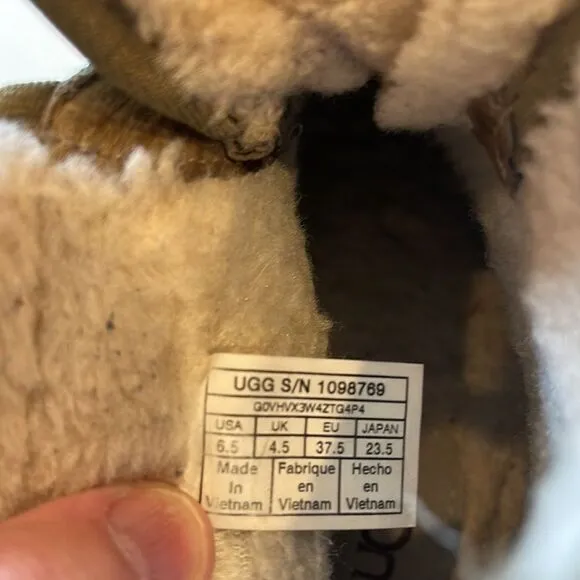 UGG S/N 1098769
G0VHVX3W4ZTG4P4
USA UK EU JAPAN
6.5 4.5 37.5 23.5
Made Fabrique Hecho
In en en
Vietnam Vietnam Vietnam